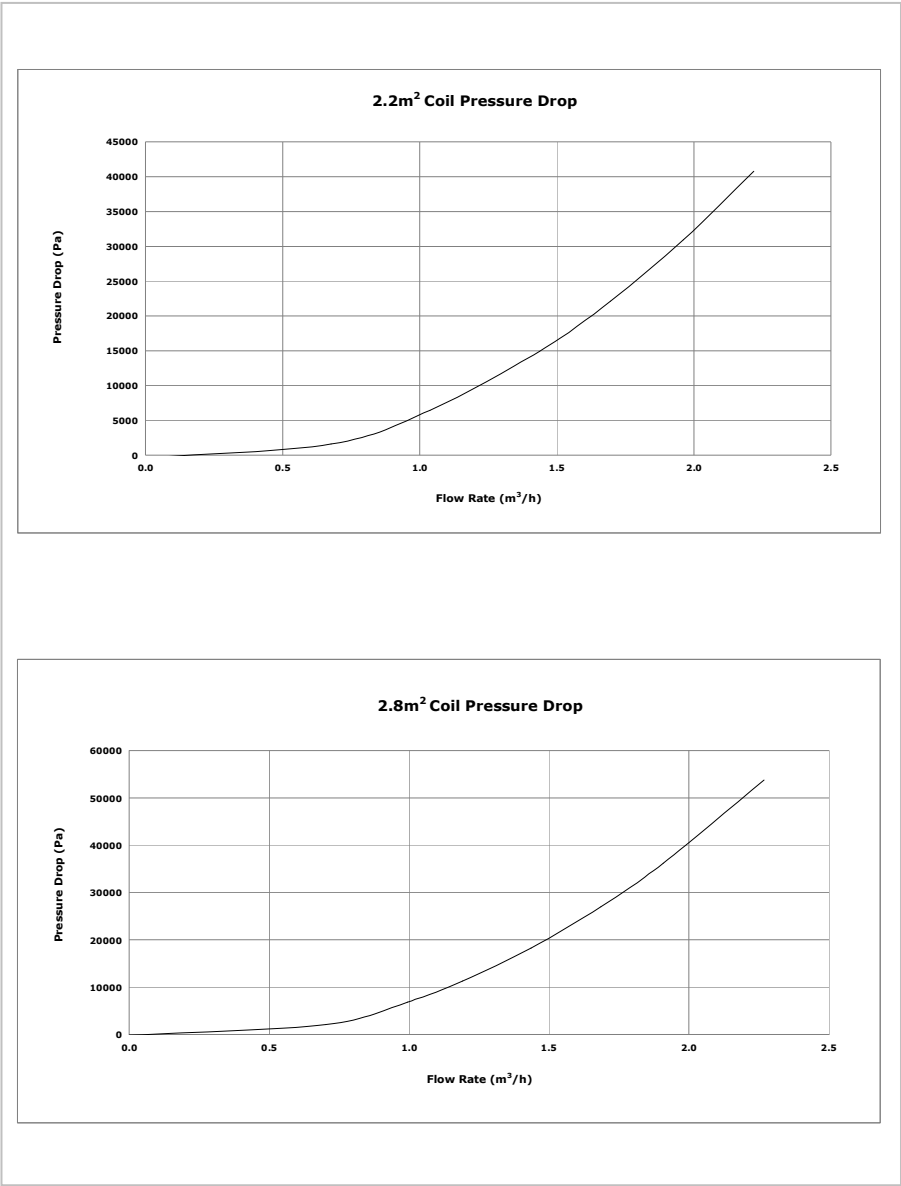 2.2m² Coil Pressure Drop
45000
40000
35000
30000
25000
20000
15000
10000
5000
0
Pressure Drop (Pa)
0.0 0.5 1.0 1.5 2.0 2.5
Flow Rate (m³/h)
2.8m² Coil Pressure Drop
60000
50000
40000
30000
20000
10000
0
Pressure Drop (Pa)
0.0 0.5 1.0 1.5 2.0 2.5
Flow Rate (m³/h)